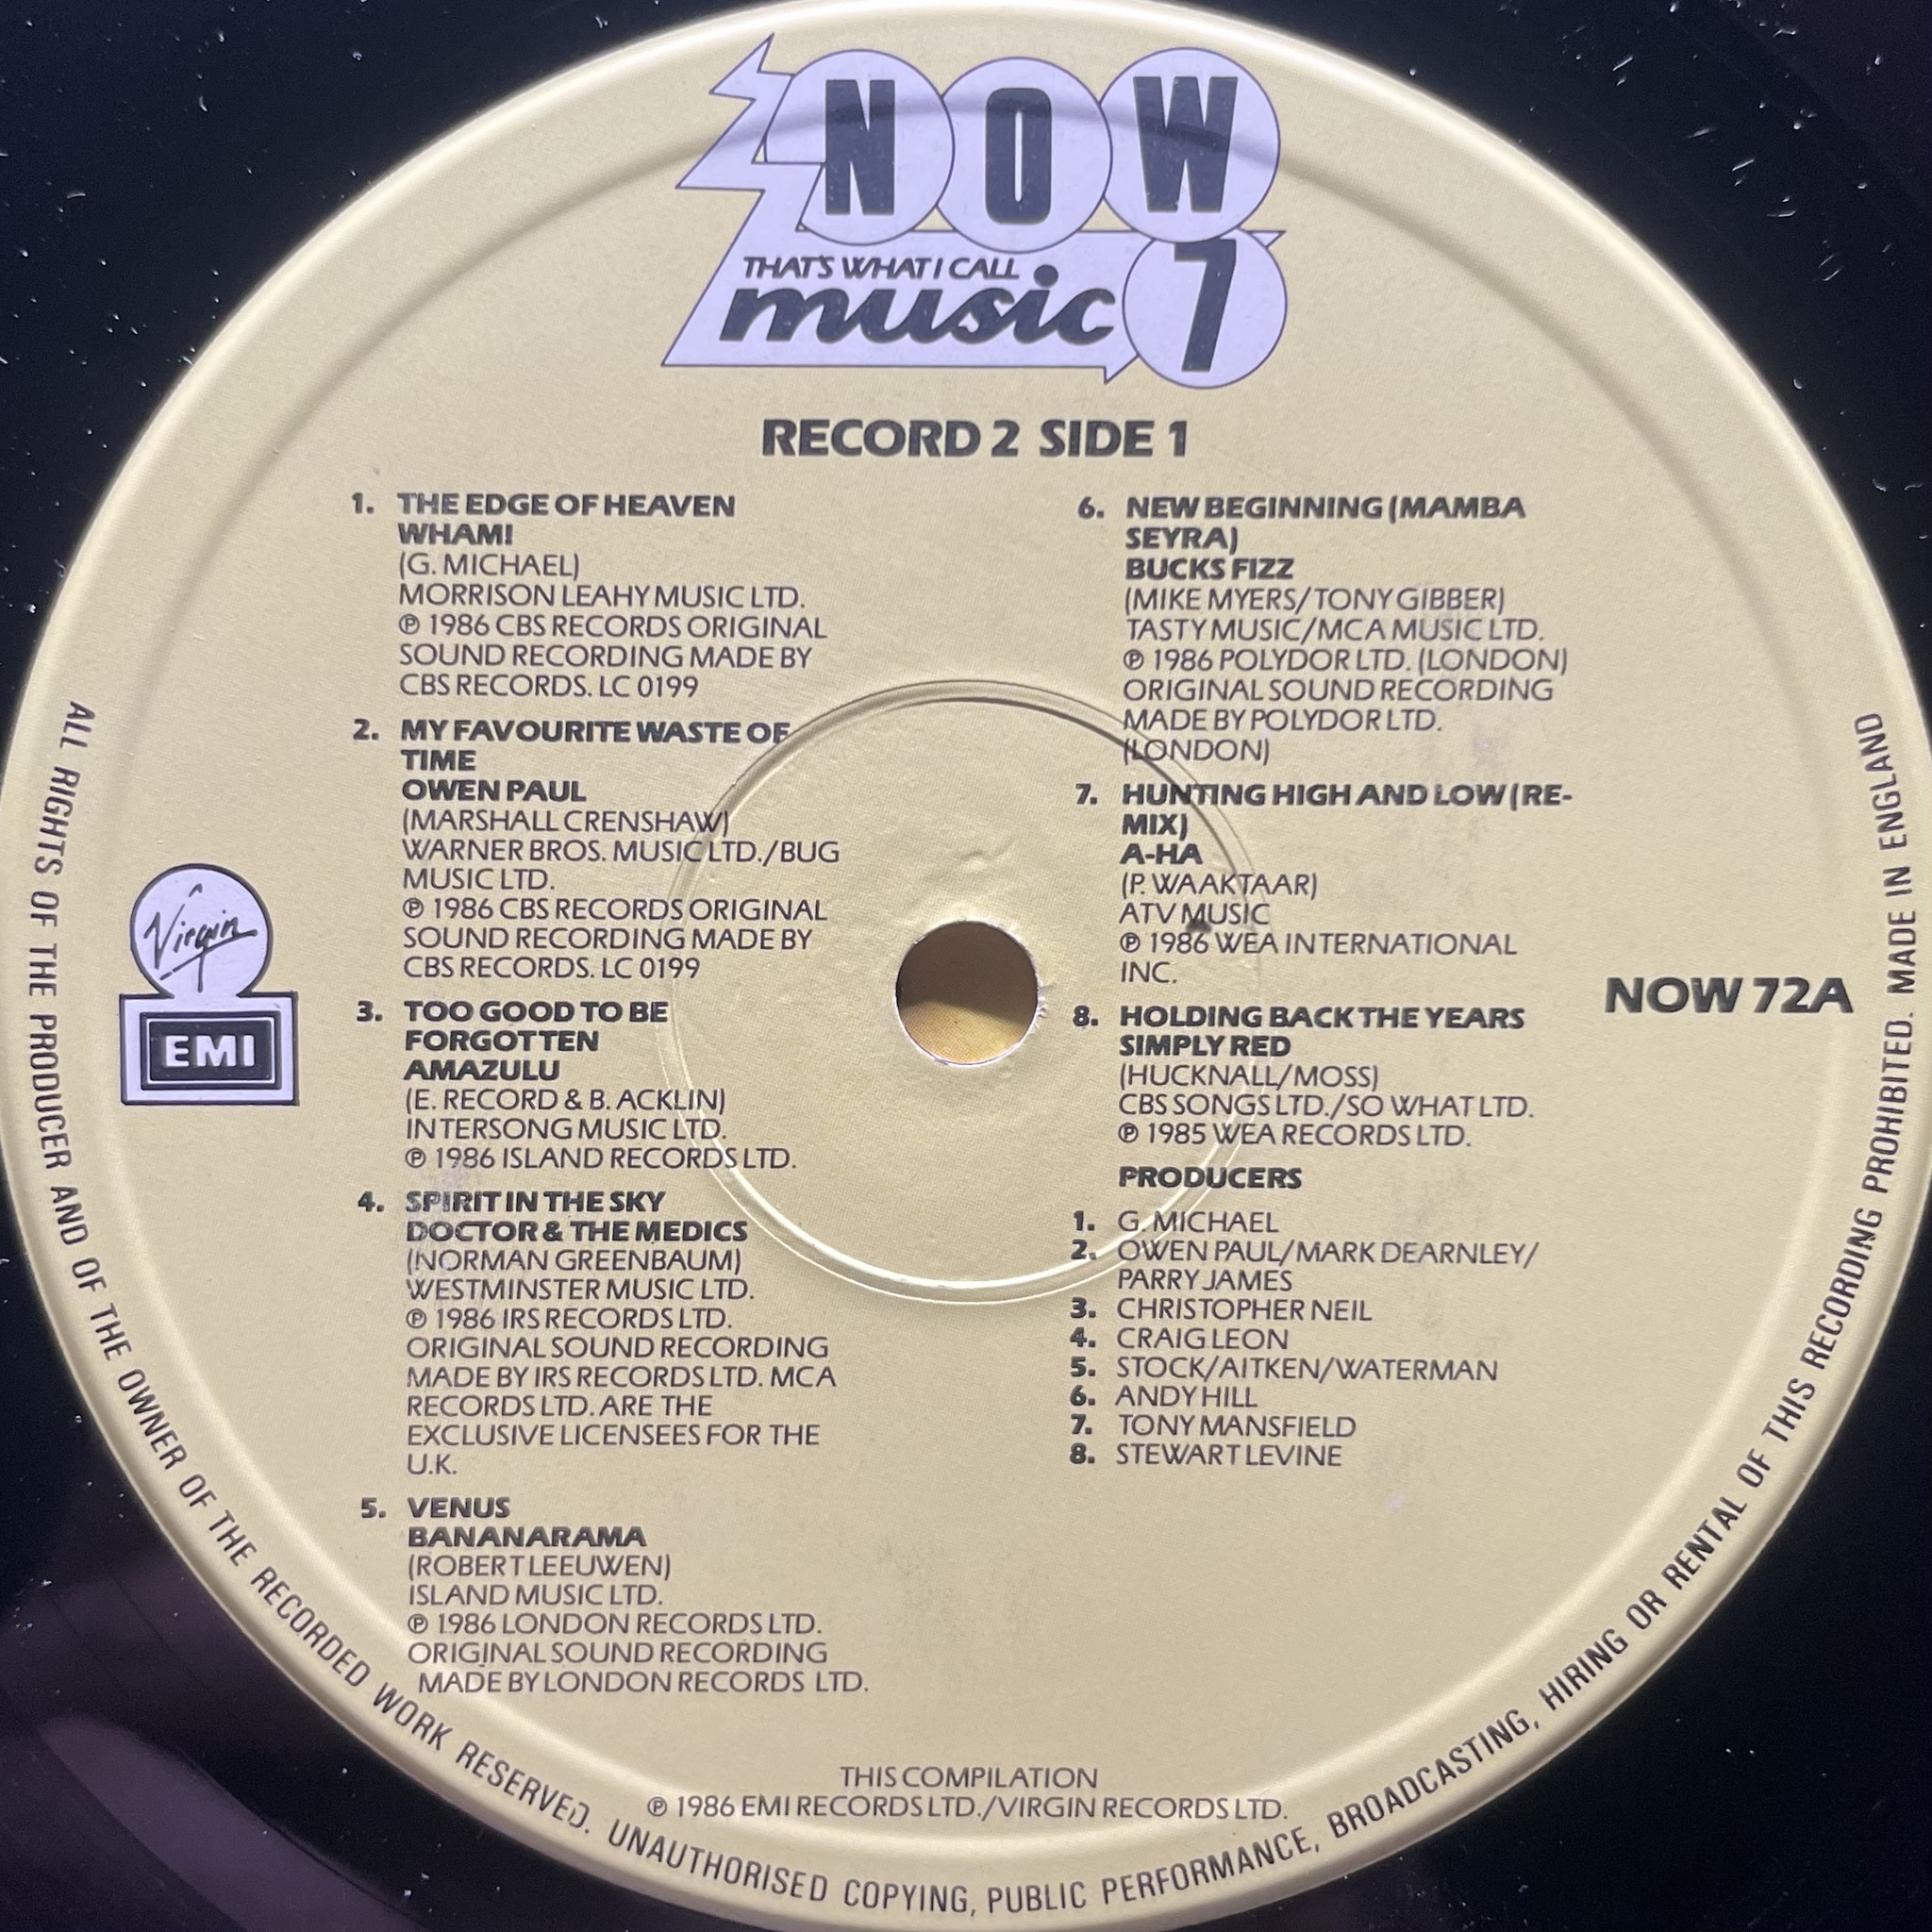 NOW
THAT'S WHAT I CALL
music 7
RECORD 2 SIDE 1
1. THE EDGE OF HEAVEN
WHAM!
(G. MICHAEL)
MORRISON LEAHY MUSIC LTD.
℗ 1986 CBS RECORDS ORIGINAL
SOUND RECORDING MADE BY
CBS RECORDS. LC 0199
2. MY FAVOURITE WASTE OF
TIME
OWEN PAUL
(MARSHALL CRENSHAW)
WARNER BROS. MUSIC LTD./BUG
MUSIC LTD.
℗ 1986 CBS RECORDS ORIGINAL
SOUND RECORDING MADE BY
CBS RECORDS. LC 0199
3. TOO GOOD TO BE
FORGOTTEN
AMAZULU
(E. RECORD & B. ACKLIN)
INTERSONG MUSIC LTD.
℗ 1986 ISLAND RECORDS LTD.
4. SPIRIT IN THE SKY
DOCTOR & THE MEDICS
(NORMAN GREENBAUM)
WESTMINSTER MUSIC LTD.
℗ 1986 IRS RECORDS LTD.
ORIGINAL SOUND RECORDING
MADE BY IRS RECORDS LTD. MCA
RECORDS LTD. ARE THE
EXCLUSIVE LICENSEES FOR THE
U.K.
5. VENUS
BANANARAMA
(ROBERT LEEUWEN)
ISLAND MUSIC LTD.
℗ 1986 LONDON RECORDS LTD.
ORIGINAL SOUND RECORDING
MADE BY LONDON RECORDS LTD.
6. NEW BEGINNING (MAMBA
SEYRA)
BUCKS FIZZ
(MIKE MYERS/TONY GIBBER)
TASTY MUSIC/MCA MUSIC LTD.
℗ 1986 POLYDOR LTD. (LONDON)
ORIGINAL SOUND RECORDING
MADE BY POLYDOR LTD.
(LONDON)
7. HUNTING HIGH AND LOW (RE-
MIX)
A-HA
(P. WAAKTAAR)
ATV MUSIC
℗ 1986 WEA INTERNATIONAL
INC.
8. HOLDING BACK THE YEARS
SIMPLY RED
(HUCKNALL/MOSS)
CBS SONGS LTD./SO WHAT LTD.
℗ 1985 WEA RECORDS LTD.
PRODUCERS
1. G. MICHAEL
2. OWEN PAUL/MARK DEARNLEY/
PARRY JAMES
3. CHRISTOPHER NEIL
4. CRAIG LEON
5. STOCK/AITKEN/WATERMAN
6. ANDY HILL
7. TONY MANSFIELD
8. STEWART LEVINE
Virgin
EMI
NOW 72A
THIS COMPILATION
℗ 1986 EMI RECORDS LTD./VIRGIN RECORDS LTD.
ALL RIGHTS OF THE PRODUCER AND OF THE OWNER OF THE RECORDED WORK RESERVED. UNAUTHORISED COPYING, PUBLIC PERFORMANCE, BROADCASTING, HIRING OR RENTAL OF THIS RECORDING PROHIBITED. MADE IN ENGLAND